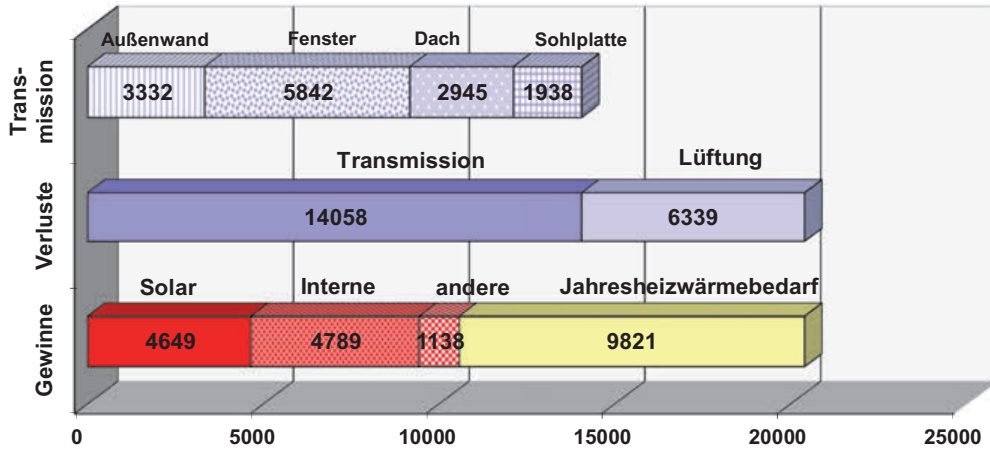 Außenwand Fenster Dach Sohlplatte
Trans-
mission
3332 5842 2945 1938
Transmission Lüftung
Verluste
14058 6339
Solar Interne andere Jahresheizwärmebedarf
Gewinne
4649 4789 1138 9821
0 5000 10000 15000 20000 25000